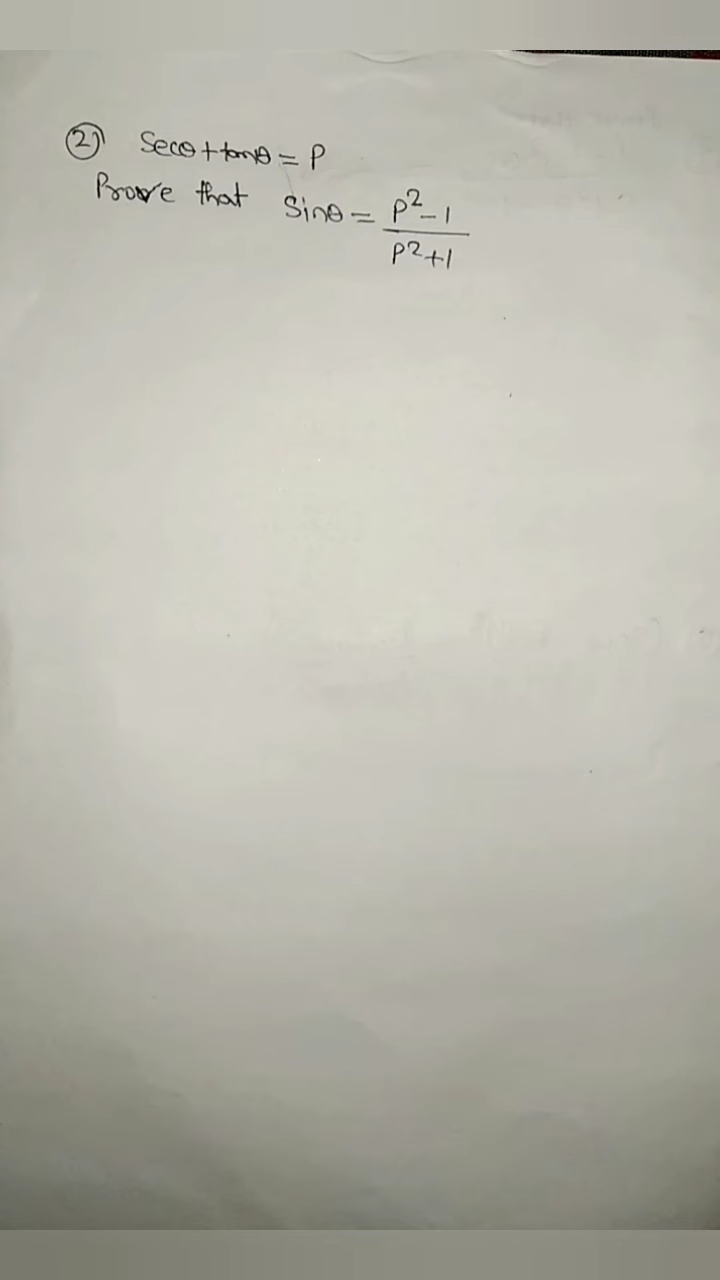 2) Secθ + tanθ = P
Prove that Sinθ = P² - 1 / P² + 1